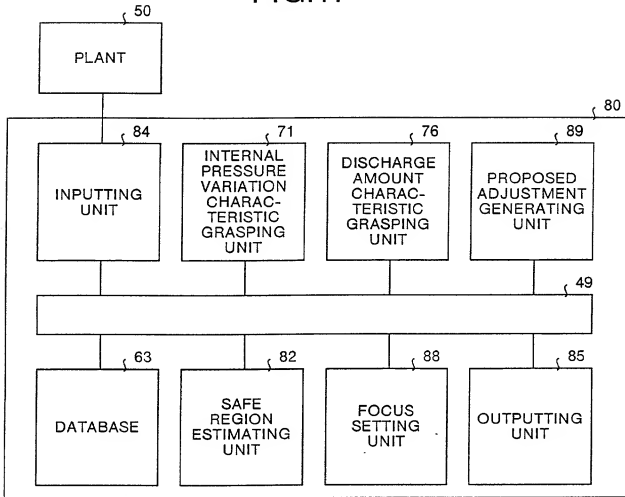 50
PLANT
80
84
71
76
89
INPUTTING
UNIT
INTERNAL
PRESSURE
VARIATION
CHARAC-
TERISTIC
GRASPING
UNIT
DISCHARGE
AMOUNT
CHARAC-
TERISTIC
GRASPING
UNIT
PROPOSED
ADJUSTMENT
GENERATING
UNIT
49
63
82
88
85
DATABASE
SAFE
REGION
ESTIMATING
UNIT
FOCUS
SETTING
UNIT
OUTPUTTING
UNIT